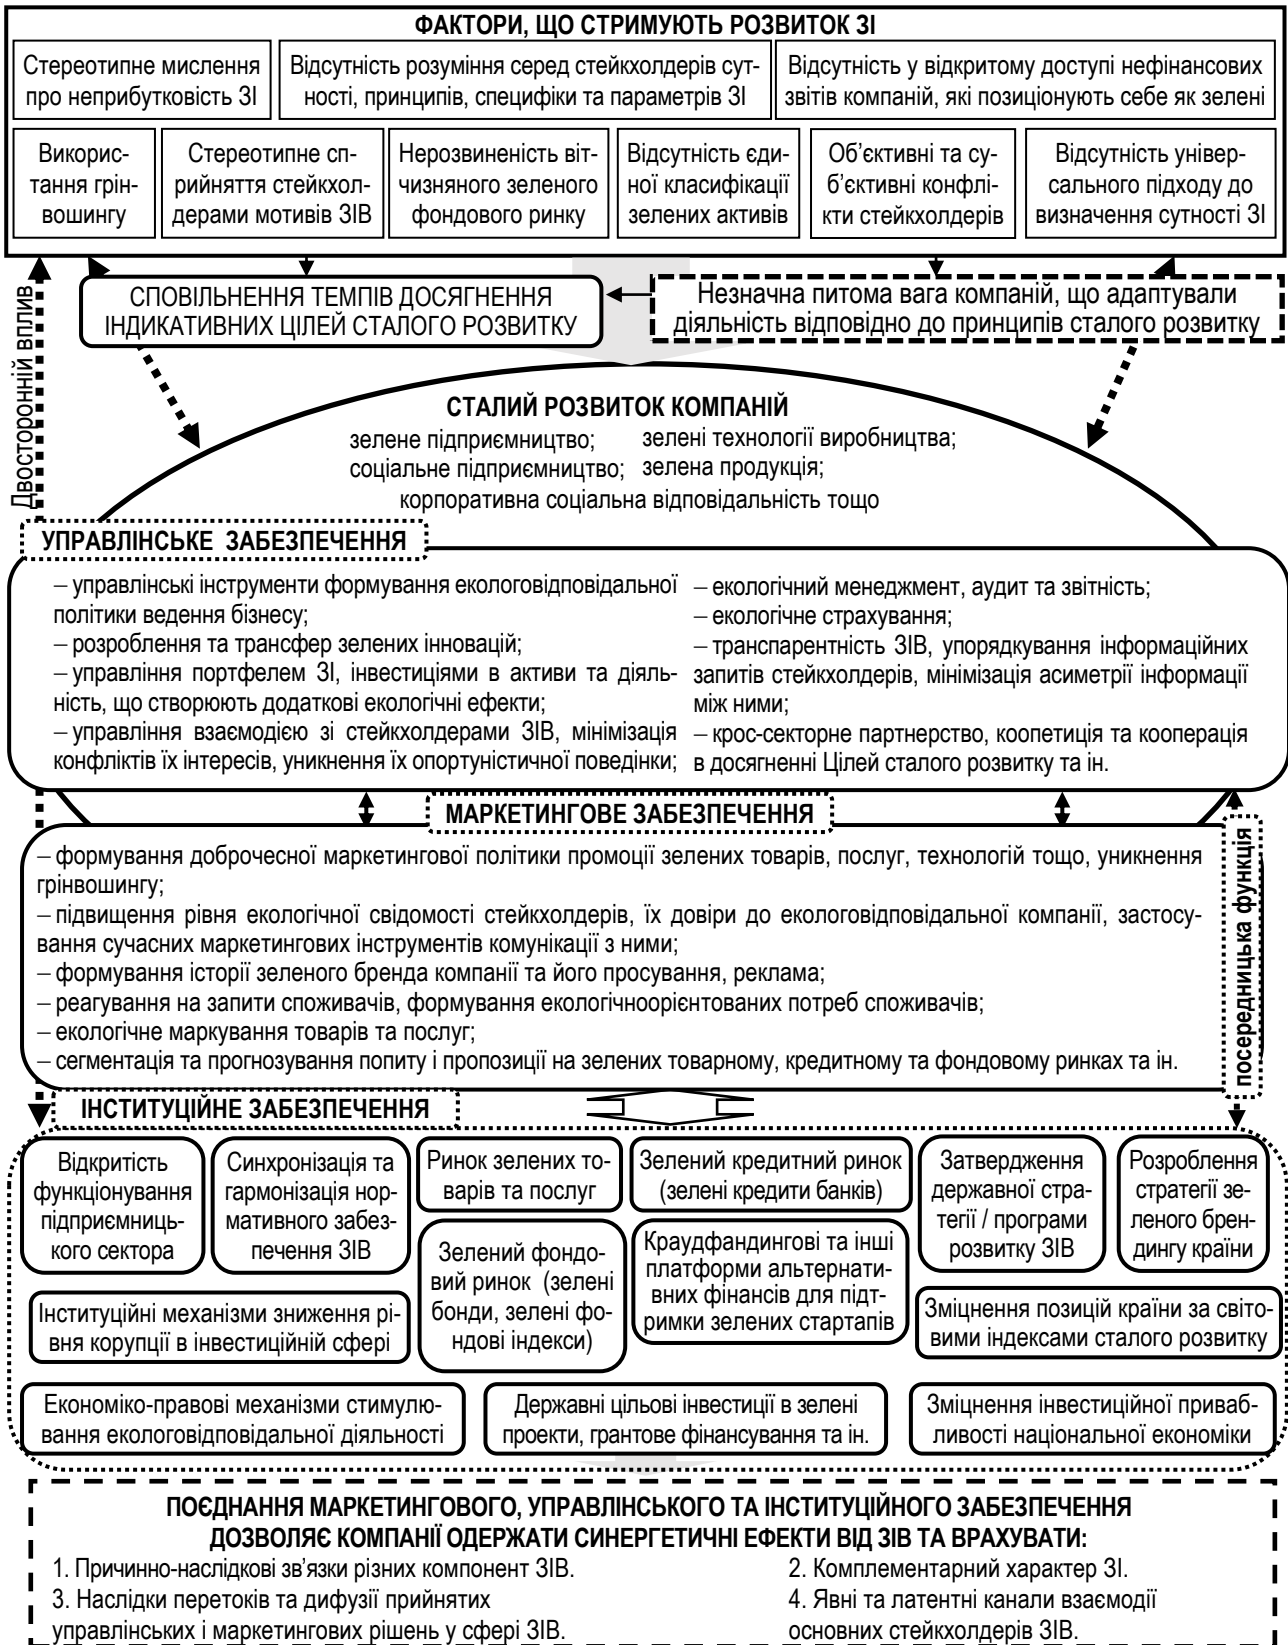 ФАКТОРИ, ЩО СТРИМУЮТЬ РОЗВИТОК ЗІ
Стереотипне мислення
про неприбутковість ЗІ
Відсутність розуміння серед стейкхолдерів сут-
ності, принципів, специфіки та параметрів ЗІ
Відсутність у відкритому доступі нефінансових
звітів компаній, які позиціонують себе як зелені
Викорис-
тання грін-
вошингу
Стереотипне сп-
рийняття стейкхол-
дерами мотивів ЗІВ
Нерозвиненість віт-
чизняного зеленого
фондового ринку
Відсутність єди-
ної класифікації
зелених активів
Об’єктивні та су-
б’єктивні конфлі-
кти стейкхолдерів
Відсутність універ-
сального підходу до
визначення сутності ЗІ
Двосторонній вплив
СПОВІЛЬНЕННЯ ТЕМПІВ ДОСЯГНЕННЯ
ІНДИКАТИВНИХ ЦІЛЕЙ СТАЛОГО РОЗВИТКУ
Незначна питома вага компаній, що адаптували
діяльність відповідно до принципів сталого розвитку
СТАЛИЙ РОЗВИТОК КОМПАНІЙ
зелене підприємництво; зелені технології виробництва;
соціальне підприємництво; зелена продукція;
корпоративна соціальна відповідальність тощо
УПРАВЛІНСЬКЕ ЗАБЕЗПЕЧЕННЯ
– управлінські інструменти формування екологовідповідальної
політики ведення бізнесу;
– розроблення та трансфер зелених інновацій;
– управління портфелем ЗІ, інвестиціями в активи та діяль-
ність, що створюють додаткові екологічні ефекти;
– управління взаємодією зі стейкхолдерами ЗІВ, мінімізація
конфліктів їх інтересів, уникнення їх опортуністичної поведінки;
– екологічний менеджмент, аудит та звітність;
– екологічне страхування;
– транспарентність ЗІВ, упорядкування інформаційних
запитів стейкхолдерів, мінімізація асиметрії інформації
між ними;
– крос-секторне партнерство, коопетиція та кооперація
в досягненні Цілей сталого розвитку та ін.
МАРКЕТИНГОВЕ ЗАБЕЗПЕЧЕННЯ
– формування доброчесної маркетингової політики промоції зелених товарів, послуг, технологій тощо, уникнення
грінвошингу;
– підвищення рівня екологічної свідомості стейкхолдерів, їх довіри до екологовідповідальної компанії, застосу-
вання сучасних маркетингових інструментів комунікації з ними;
– формування історії зеленого бренда компанії та його просування, реклама;
– реагування на запити споживачів, формування екологічноорієнтованих потреб споживачів;
– екологічне маркування товарів та послуг;
– сегментація та прогнозування попиту і пропозиції на зелених товарному, кредитному та фондовому ринках та ін.
посередницька функція
ІНСТИТУЦІЙНЕ ЗАБЕЗПЕЧЕННЯ
Відкритість
функціонування
підприємниць-
кого сектора
Синхронізація та
гармонізація нор-
мативного забез-
печення ЗІВ
Ринок зелених то-
варів та послуг
Зелений кредитний ринок
(зелені кредити банків)
Затвердження
державної стра-
тегії / програми
розвитку ЗІВ
Розроблення
стратегії зе-
леного брен-
дингу країни
Зелений фондо-
вий ринок (зелені
бонди, зелені фо-
ндові індекси)
Краудфандингові та інші
платформи альтернати-
вних фінансів для підт-
римки зелених стартапів
Інституційні механізми зниження рі-
вня корупції в інвестиційній сфері
Зміцнення позицій країни за світо-
вими індексами сталого розвитку
Економіко-правові механізми стимулю-
вання екологовідповідальної діяльності
Державні цільові інвестиції в зелені
проекти, грантове фінансування та ін.
Зміцнення інвестиційної приваб-
ливості національної економіки
ПОЄДНАННЯ МАРКЕТИНГОВОГО, УПРАВЛІНСЬКОГО ТА ІНСТИТУЦІЙНОГО ЗАБЕЗПЕЧЕННЯ
ДОЗВОЛЯЄ КОМПАНІЇ ОДЕРЖАТИ СИНЕРГЕТИЧНІ ЕФЕКТИ ВІД ЗІВ ТА ВРАХУВАТИ:
1. Причинно-наслідкові зв’язки різних компонент ЗІВ.
2. Комплементарний характер ЗІ.
3. Наслідки перетоків та дифузії прийнятих
управлінських і маркетингових рішень у сфері ЗІВ.
4. Явні та латентні канали взаємодії
основних стейкхолдерів ЗІВ.